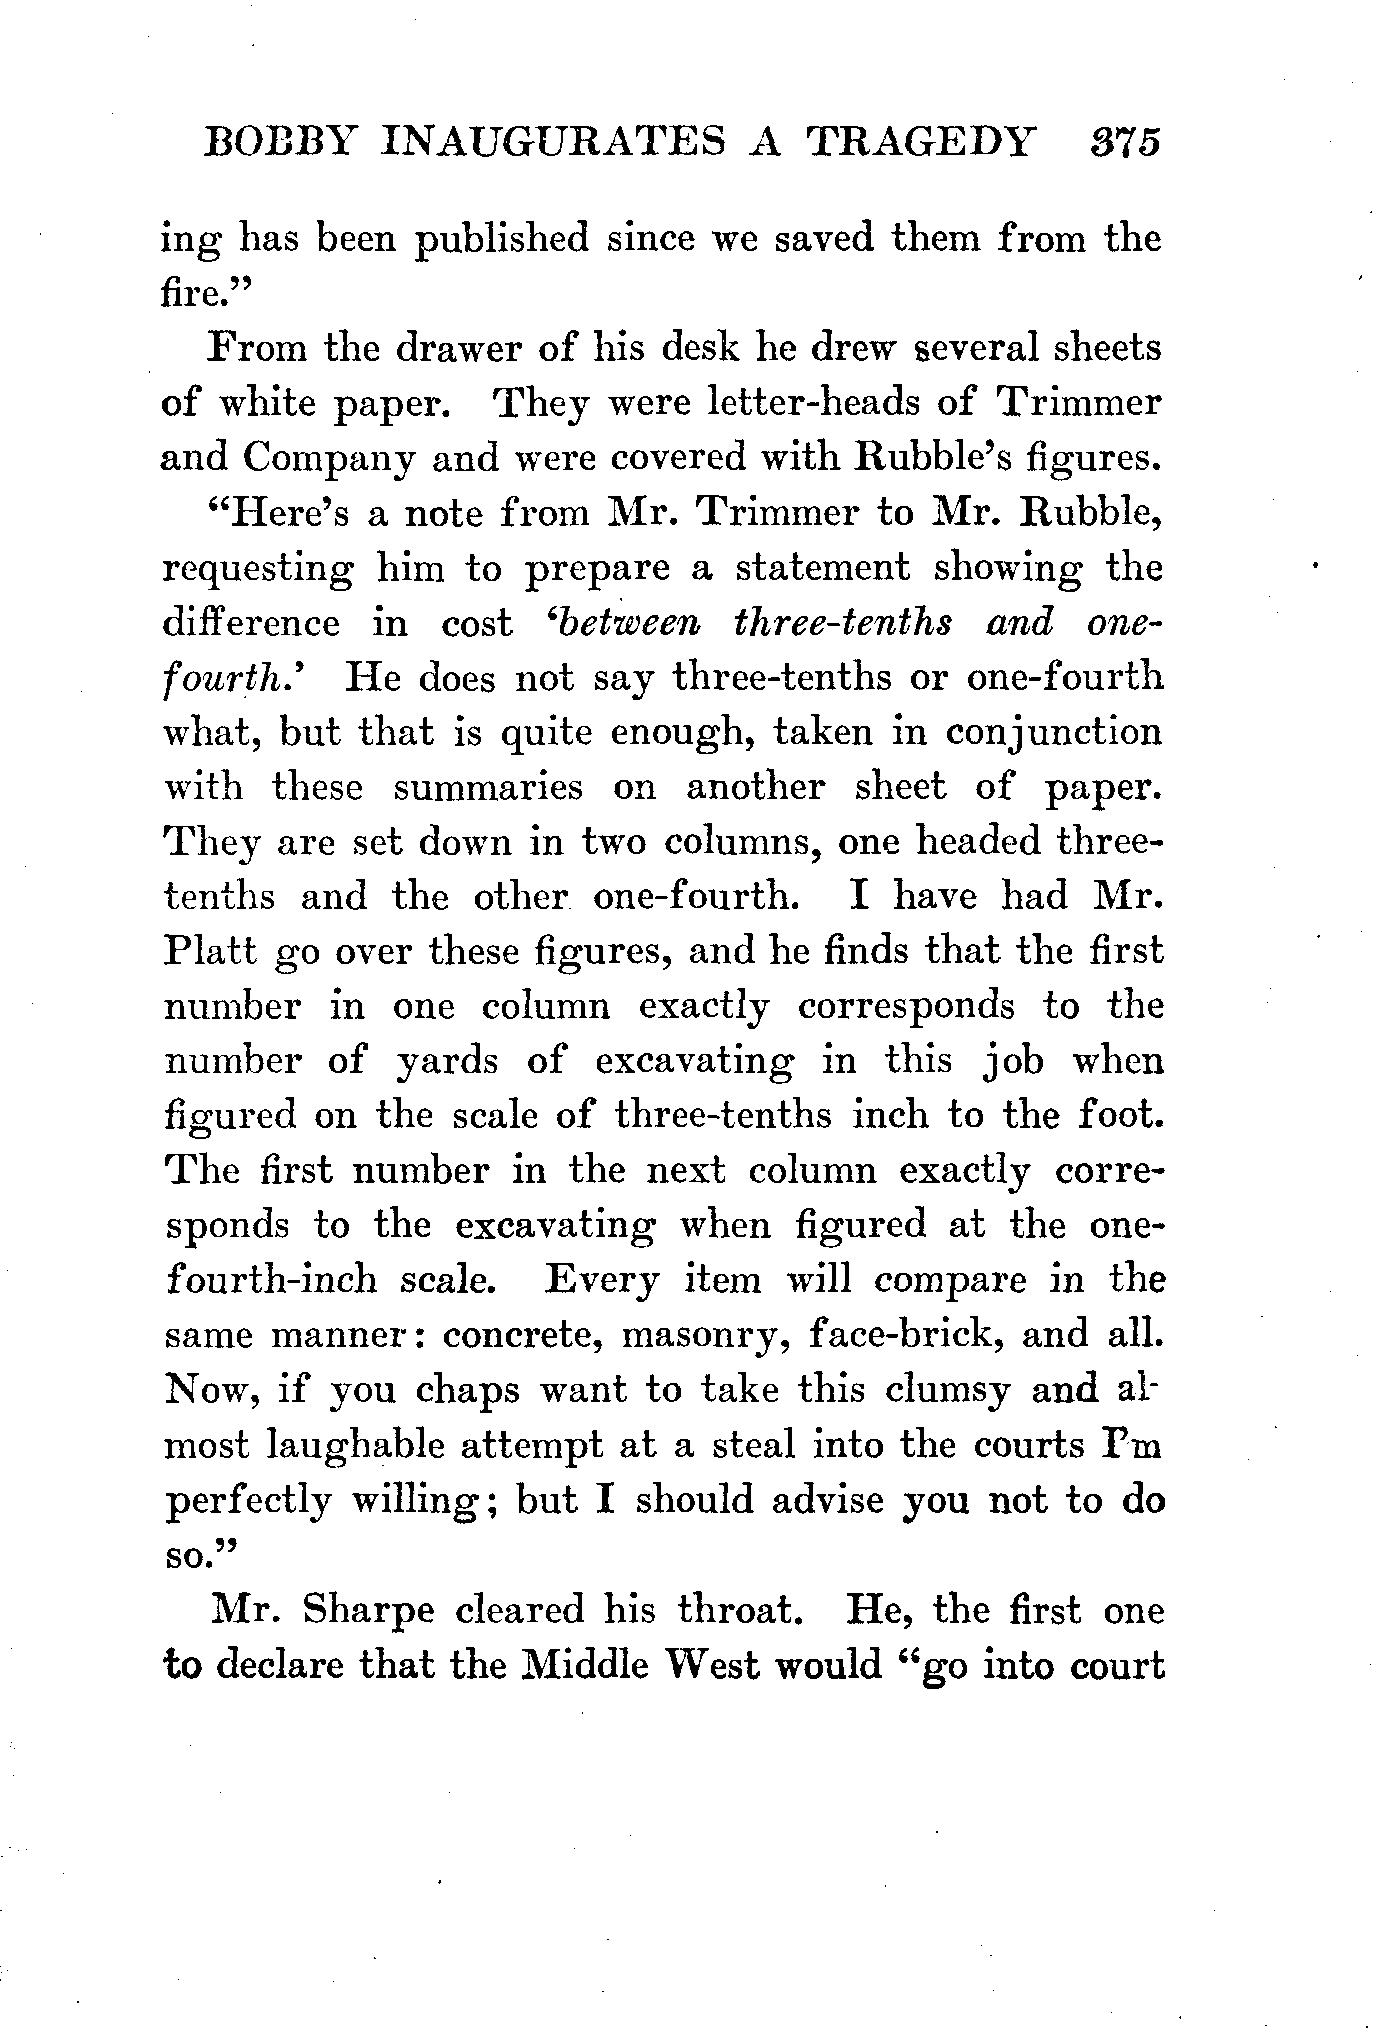 BOBBY INAUGURATES A TRAGEDY 375
ing has been published since we saved them from the
fire.”
From the drawer of his desk he drew several sheets
of white paper. They were letter-heads of Trimmer
and Company and were covered with Rubble’s figures.
“Here’s a note from Mr. Trimmer to Mr. Rubble,
requesting him to prepare a statement showing the
difference in cost ‘between three-tenths and one-
fourth.’ He does not say three-tenths or one-fourth
what, but that is quite enough, taken in conjunction
with these summaries on another sheet of paper.
They are set down in two columns, one headed three-
tenths and the other one-fourth. I have had Mr.
Platt go over these figures, and he finds that the first
number in one column exactly corresponds to the
number of yards of excavating in this job when
figured on the scale of three-tenths inch to the foot.
The first number in the next column exactly corre-
sponds to the excavating when figured at the one-
fourth-inch scale. Every item will compare in the
same manner: concrete, masonry, face-brick, and all.
Now, if you chaps want to take this clumsy and al-
most laughable attempt at a steal into the courts I’m
perfectly willing; but I should advise you not to do
so.”
Mr. Sharpe cleared his throat. He, the first one
to declare that the Middle West would “go into court